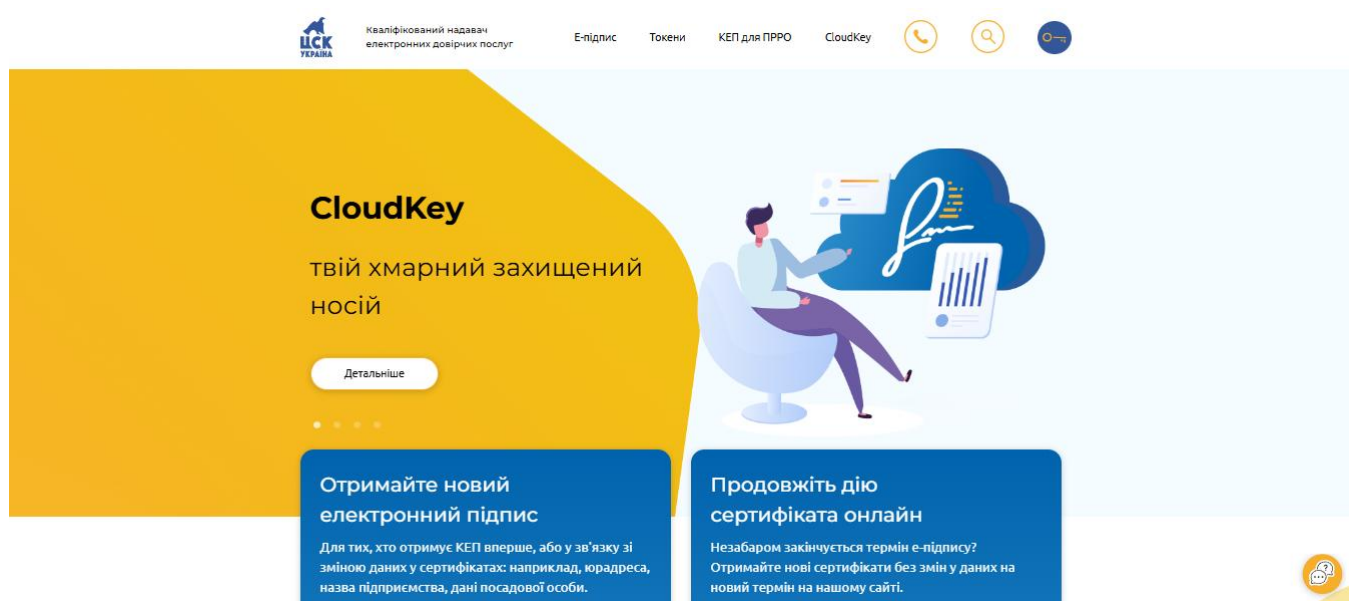 ЦСК
УКРАЇНА
Кваліфікований надавач
електронних довірчих послуг
Е-підпис
Токени
КЕП для ПРРО
CloudKey
CloudKey
твій хмарний захищений
носій
Детальніше
Отримайте новий
електронний підпис
Для тих, хто отримує КЕП вперше, або у зв'язку зі
зміною даних у сертифікатах: наприклад, юрадреса,
назва підприємства, дані посадової особи.
Продовжіть дію
сертифіката онлайн
Незабаром закінчується термін е-підпису?
Отримайте нові сертифікати без змін у даних на
новий термін на нашому сайті.